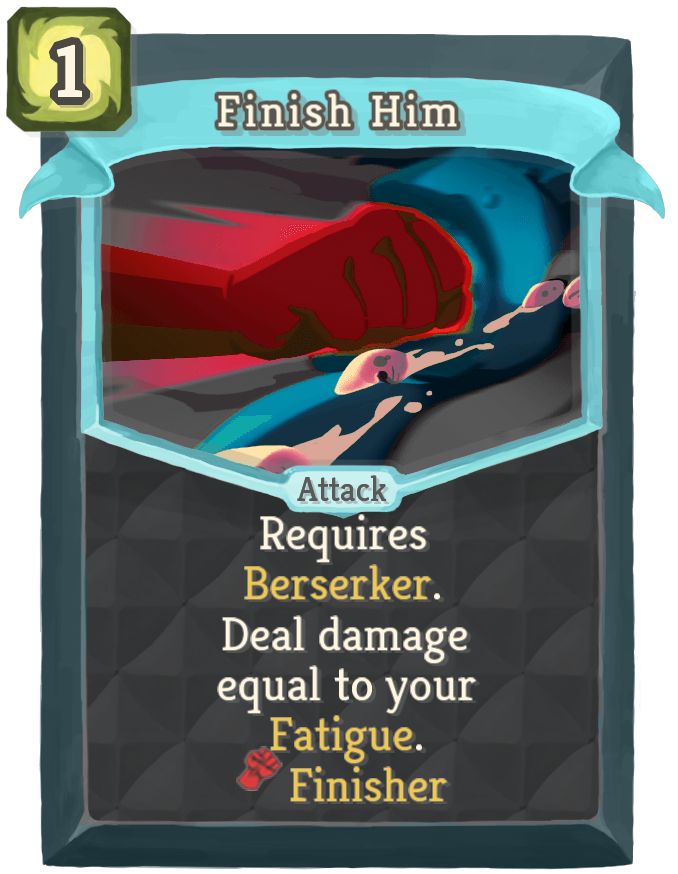 1
Finish Him
Attack
Requires
Berserker.
Deal damage
equal to your
Fatigue.
Finisher